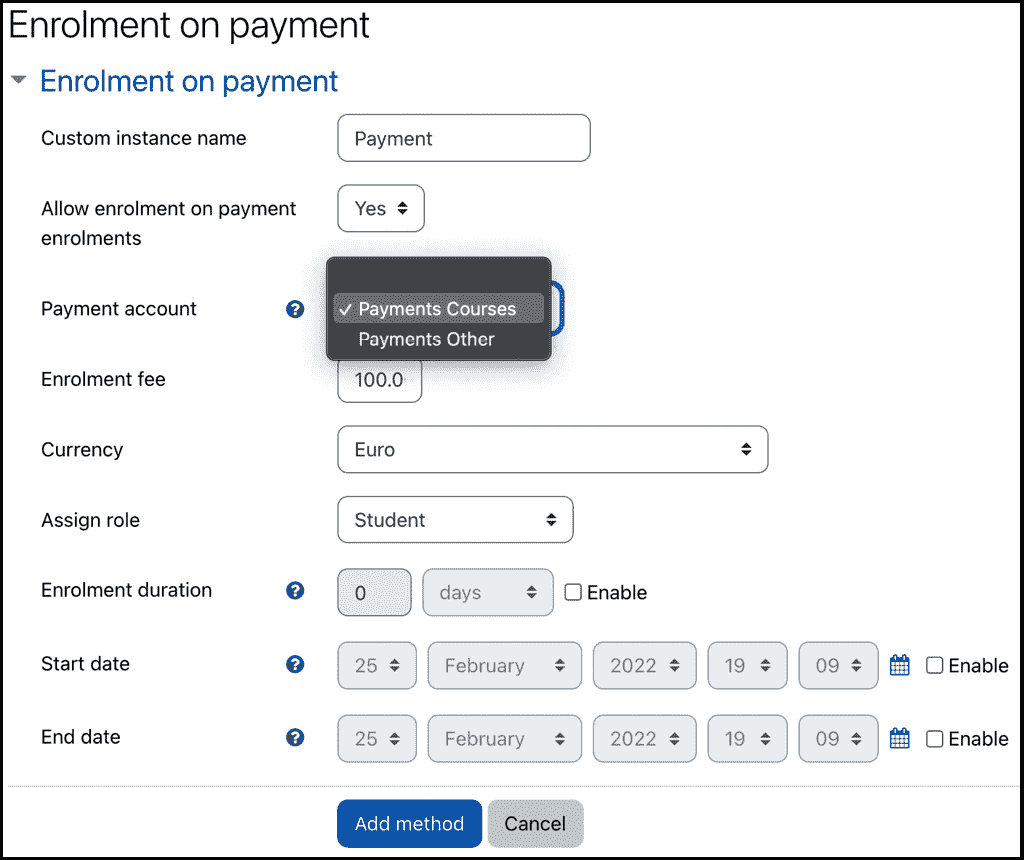 Enrolment on payment
Enrolment on payment
Custom instance name Payment
Allow enrolment on payment Yes
enrolments
Payment account ? ✓ Payments Courses
Payments Other
Enrolment fee 100.0
Currency Euro
Assign role Student
Enrolment duration ? 0 days Enable
Start date ? 25 February 2022 19 09 Enable
End date ? 25 February 2022 19 09 Enable
Add method Cancel